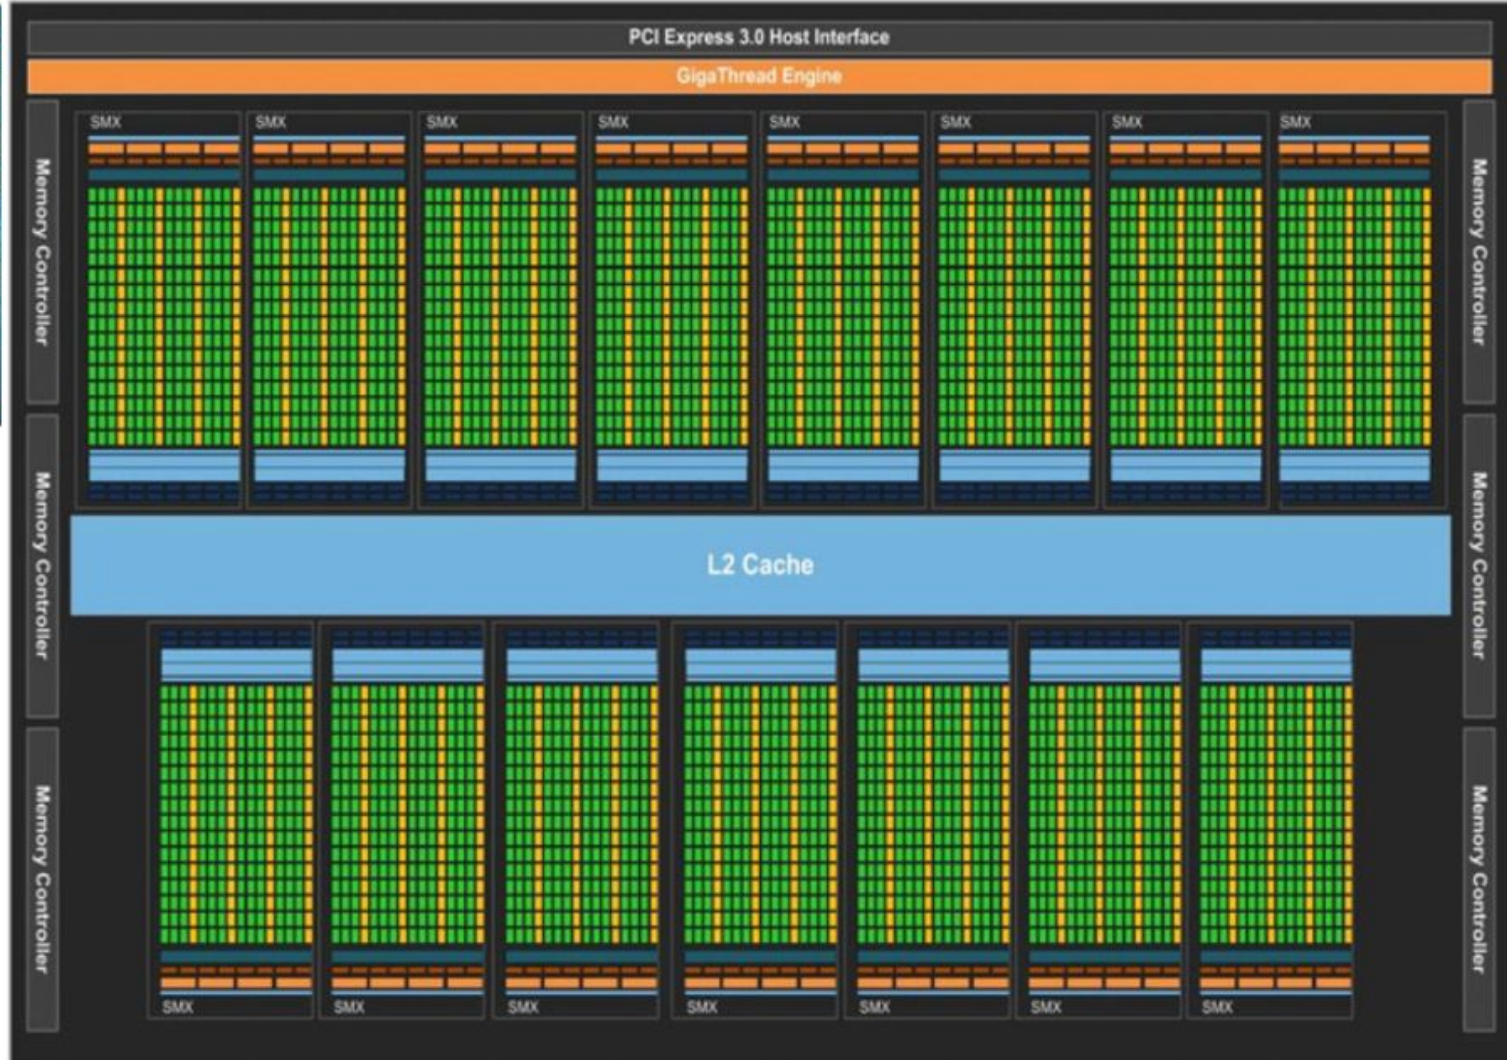 PCI Express 3.0 Host Interface
GigaThread Engine
SMX
SMX
SMX
SMX
SMX
SMX
SMX
SMX
Memory Controller
Memory Controller
Memory Controller
Memory Controller
L2 Cache
Memory Controller
Memory Controller
SMX
SMX
SMX
SMX
SMX
SMX
SMX